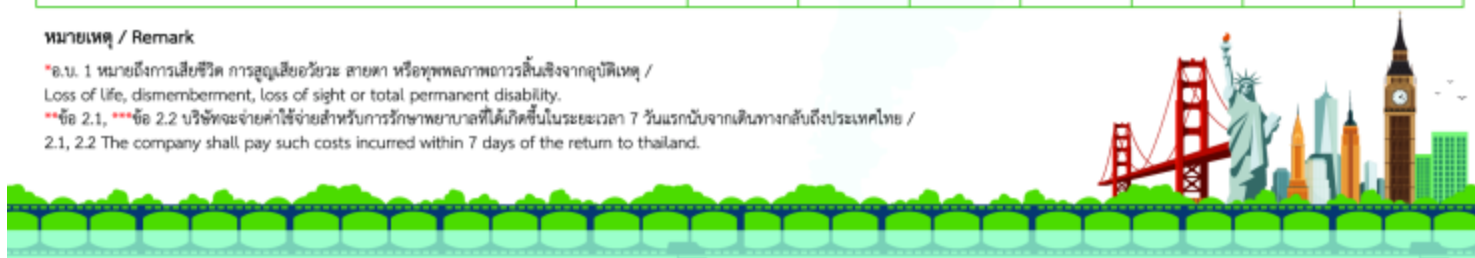 หมายเหตุ / Remark
*อ.บ. 1 หมายถึงการเสียชีวิต การสูญเสียอวัยวะ สายตา หรือทุพพลภาพถาวรสิ้นเชิงจากอุบัติเหตุ /
Loss of life, dismemberment, loss of sight or total permanent disability.
**ข้อ 2.1, ***ข้อ 2.2 บริษัทจะจ่ายค่าใช้จ่ายสำหรับการรักษาพยาบาลที่ได้เกิดขึ้นในระยะเวลา 7 วันแรกนับจากเดินทางกลับถึงประเทศไทย /
2.1, 2.2 The company shall pay such costs incurred within 7 days of the return to thailand.